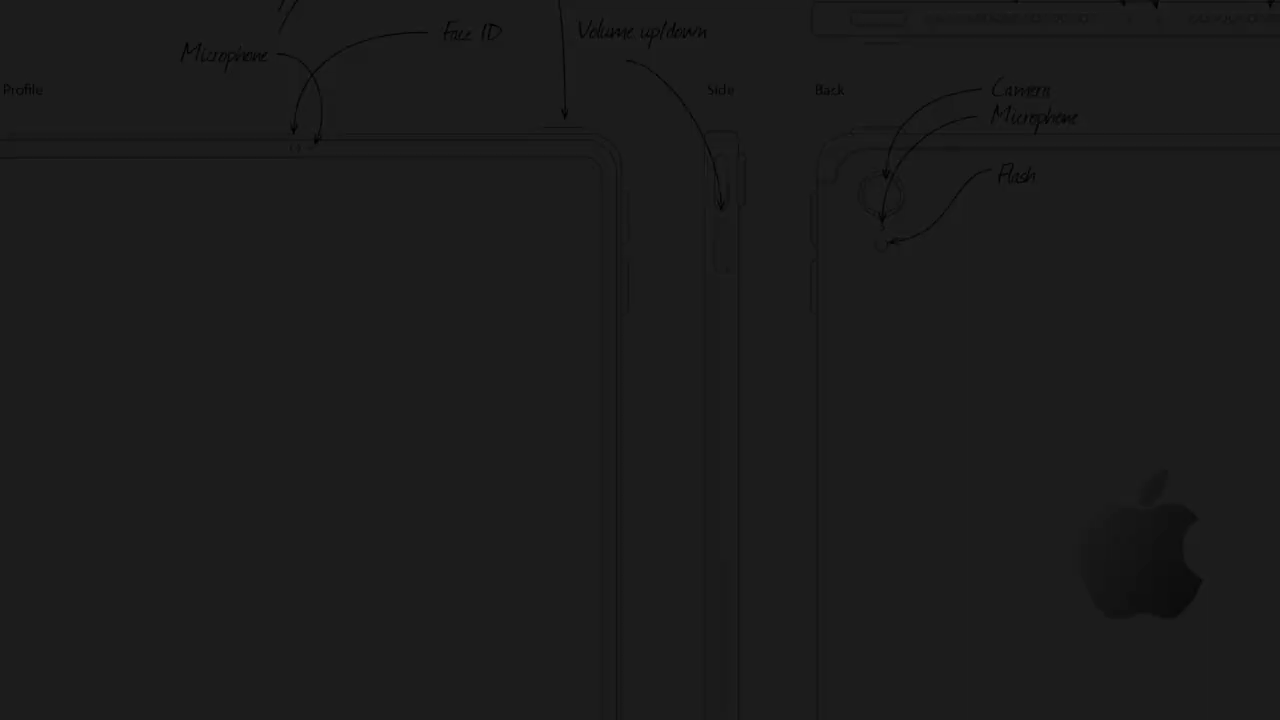 Face ID
Volume up/down
Microphone
Profile
Side
Back
Camera
Microphone
Flash